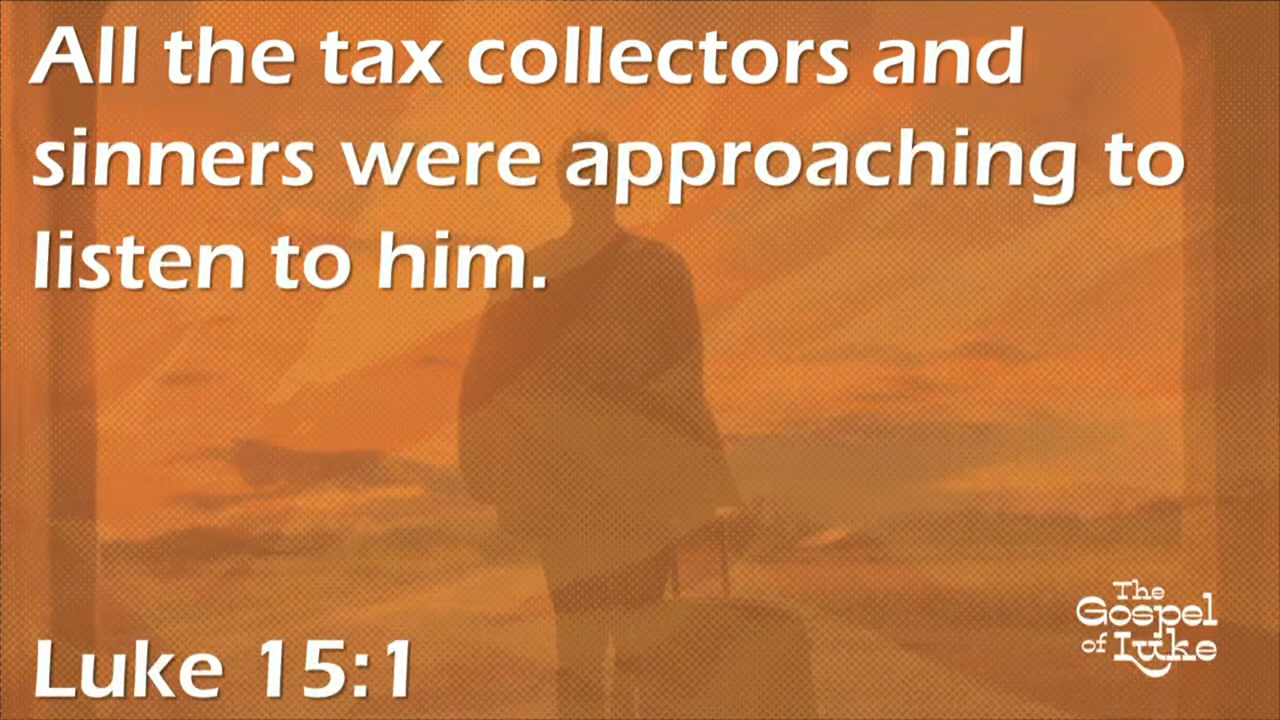 All the tax collectors and
sinners were approaching to
listen to him.
Luke 15:1
The
Gospel
of Luke